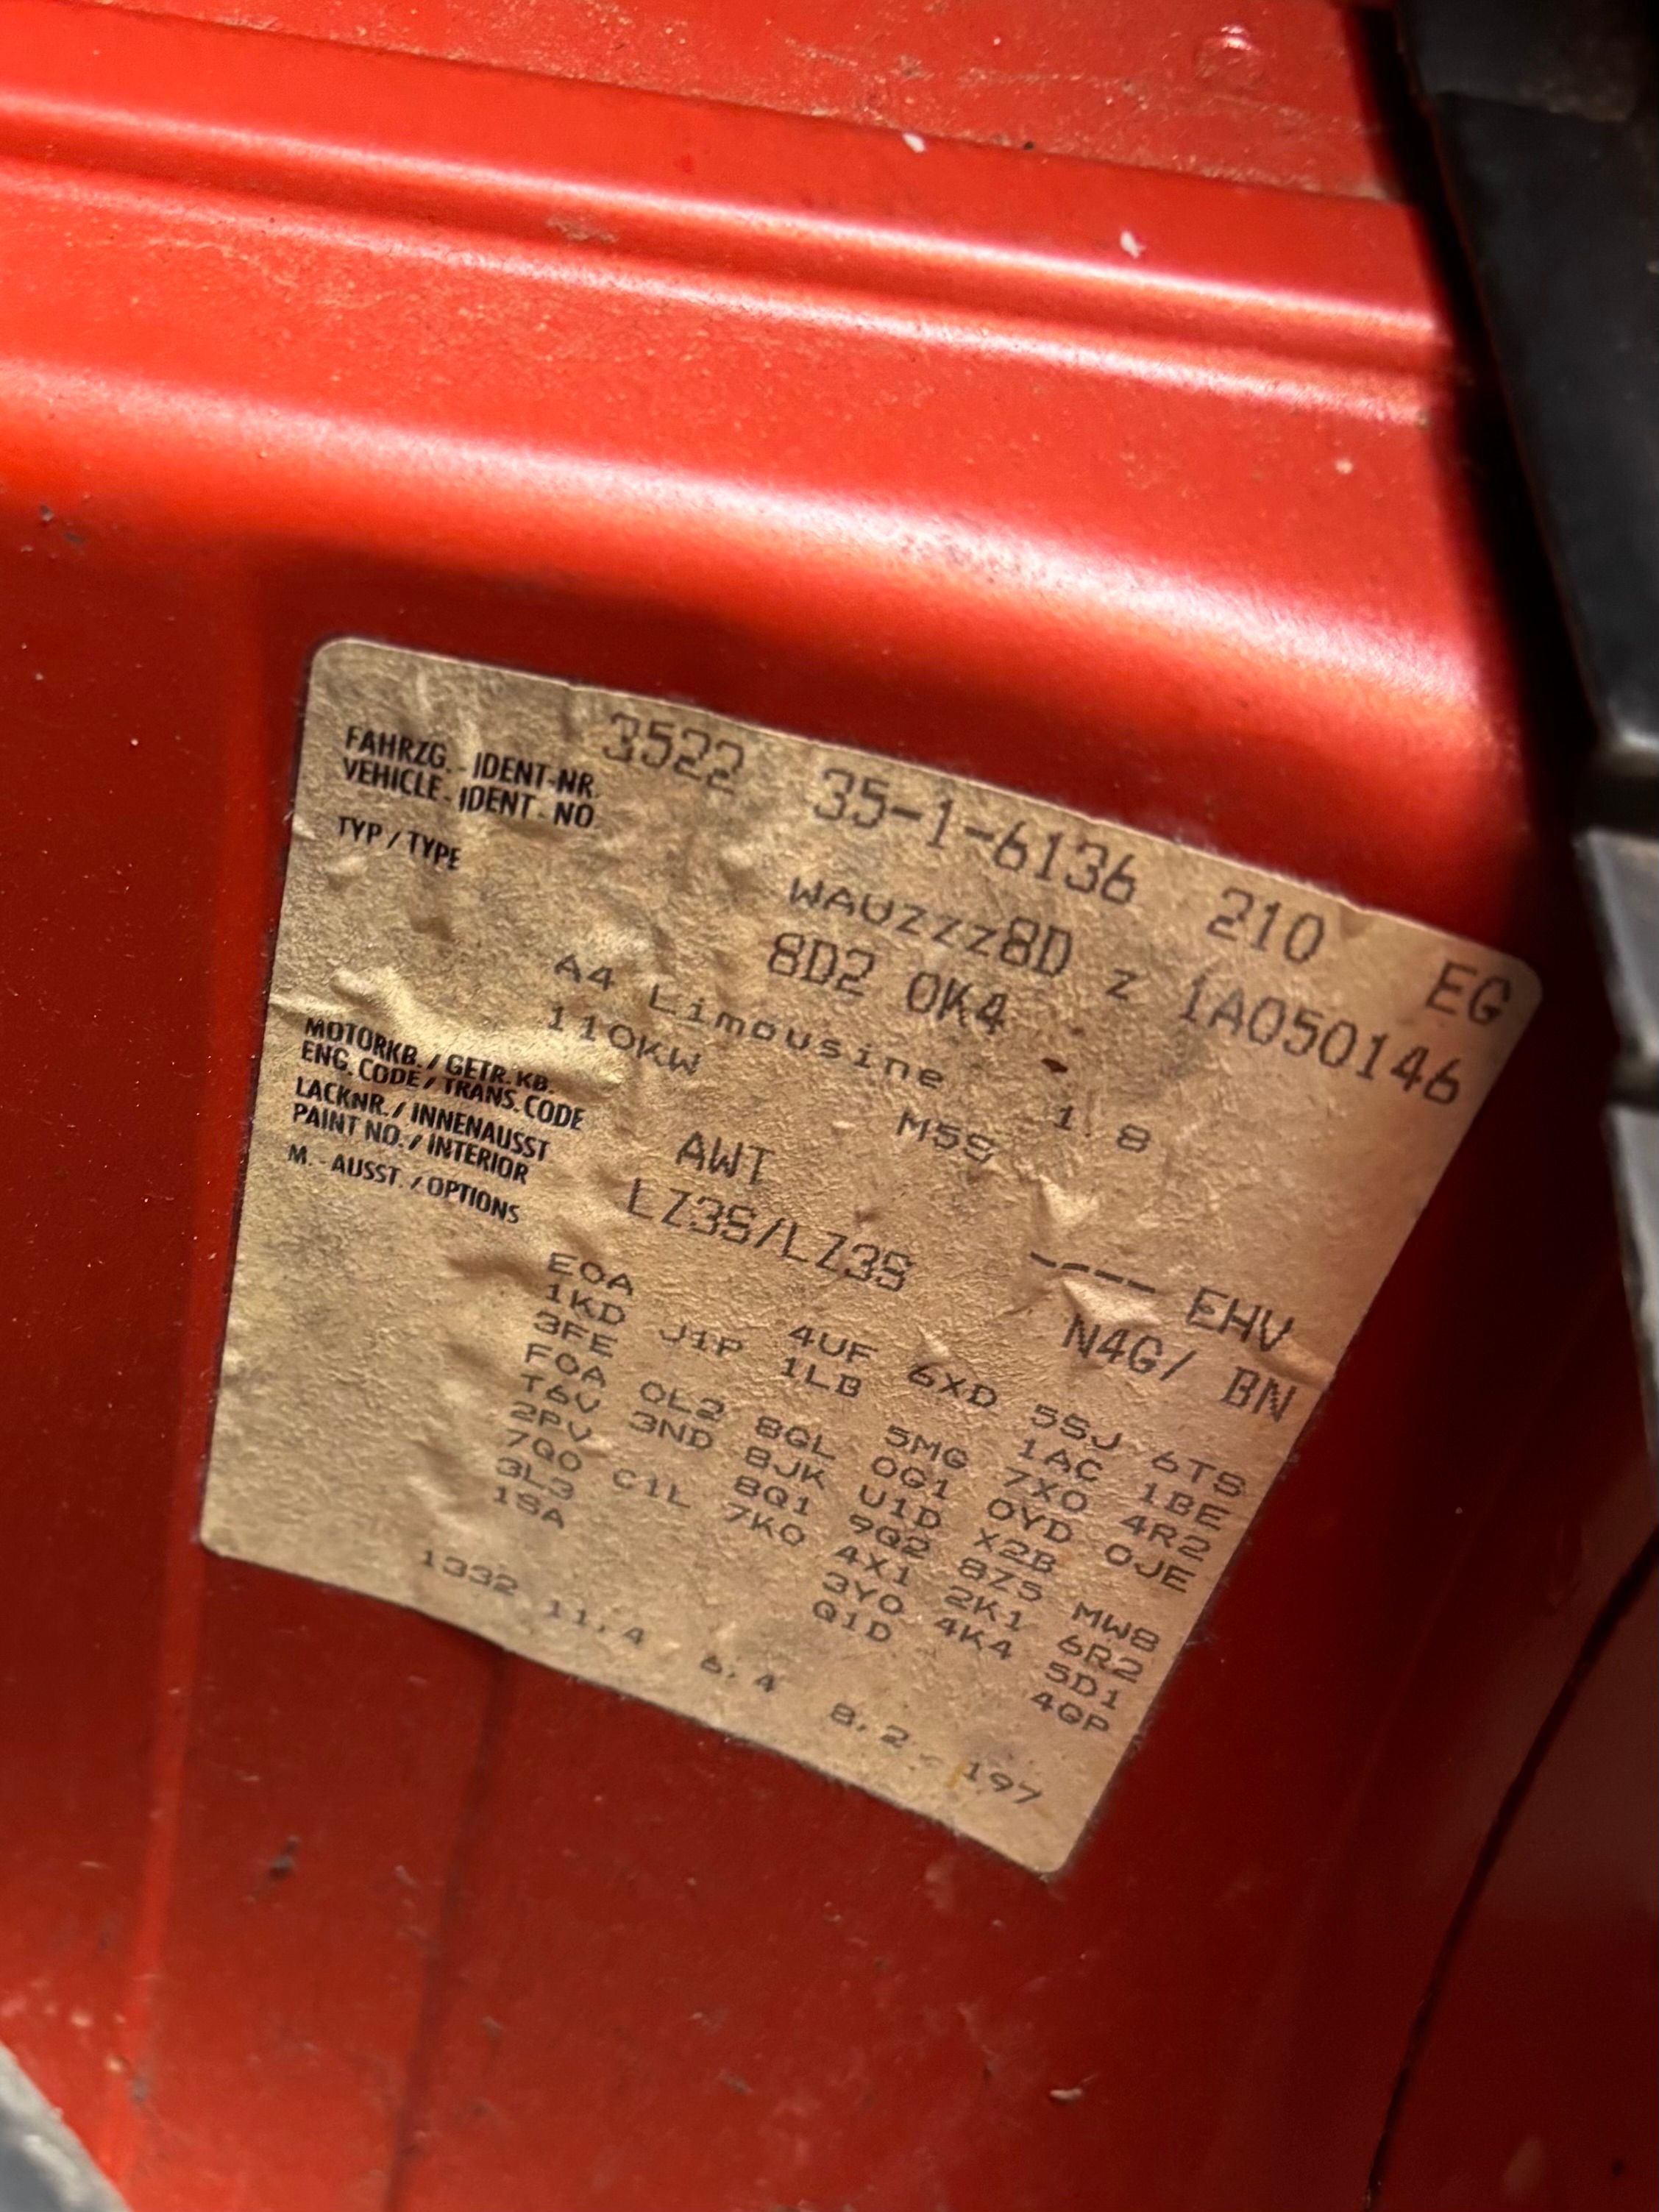 3522 35-1-6136 210 EG
FAHRZG. - IDENT-NR.
VEHICLE - IDENT - NO.
WAUZZZ8D Z 1A050146
TYP / TYPE
8D2 0K4
A4 Limousine 1.8
110KW M5S
MOTORKB. / GETR. KB.
ENG. CODE / TRANS. CODE
AWT ---- EHV
LACKNR. / INNENAUSST
PAINT NO. / INTERIOR
LZ3S/LZ3S N4G/ BN
M. - AUSST. / OPTIONS
E0A 4UF 6XD 5SJ 6TS
1KD J1P 1LB 5MG 1AC 1BE
3FE 0L2 8GL 0G1 7X0 4R2
F0A 3ND 8JK U1D 0YD 0JE
T6V 8Q1 9Q2 X2B
2PV C1L 7K0 4X1 8Z5 MW8
7Q0 3Y0 2K1 6R2
3L3 Q1D 4K4 5D1
1SA 4QP
1332 11,4 6,4 8,2 197